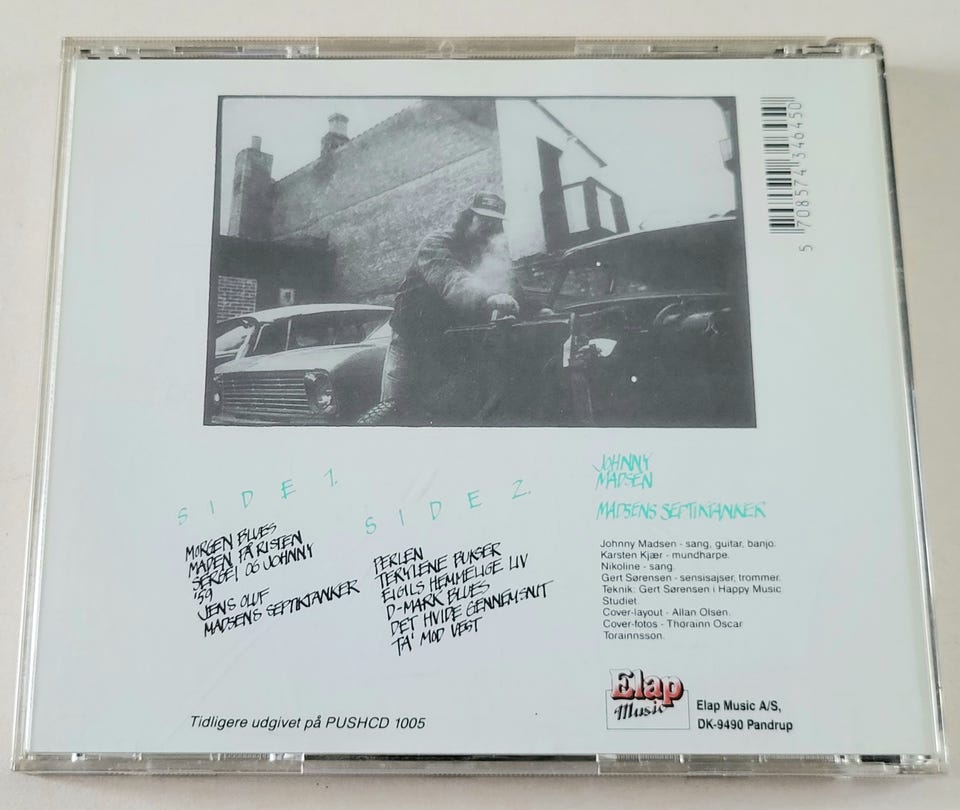 5 708574 346450
SIDE 1.
MORGEN BLUES
MADEN PÅ RISTEN
SERGEI OG JOHNNY
'59
JENS OLUF
MADSENS SEPTIKTANKER
SIDE 2.
PERLEN
TERYLENE BUKSER
EIGILS HEMMELIGE LIV
D-MARK BLUES
DET HVIDE GENNEMSNIT
TA' MOD VEST
JOHNNY
MADSEN
MADSENS SEPTIKTANKER
Johnny Madsen - sang, guitar, banjo.
Karsten Kjær - mundharpe.
Nikoline - sang.
Gert Sørensen - sensisajser, trommer.
Teknik: Gert Sørensen i Happy Music
Studiet.
Cover-layout - Allan Olsen.
Cover-fotos - Thorainn Oscar
Torainnsson.
Elap
Music
Elap Music A/S,
DK-9490 Pandrup
Tidligere udgivet på PUSHCD 1005